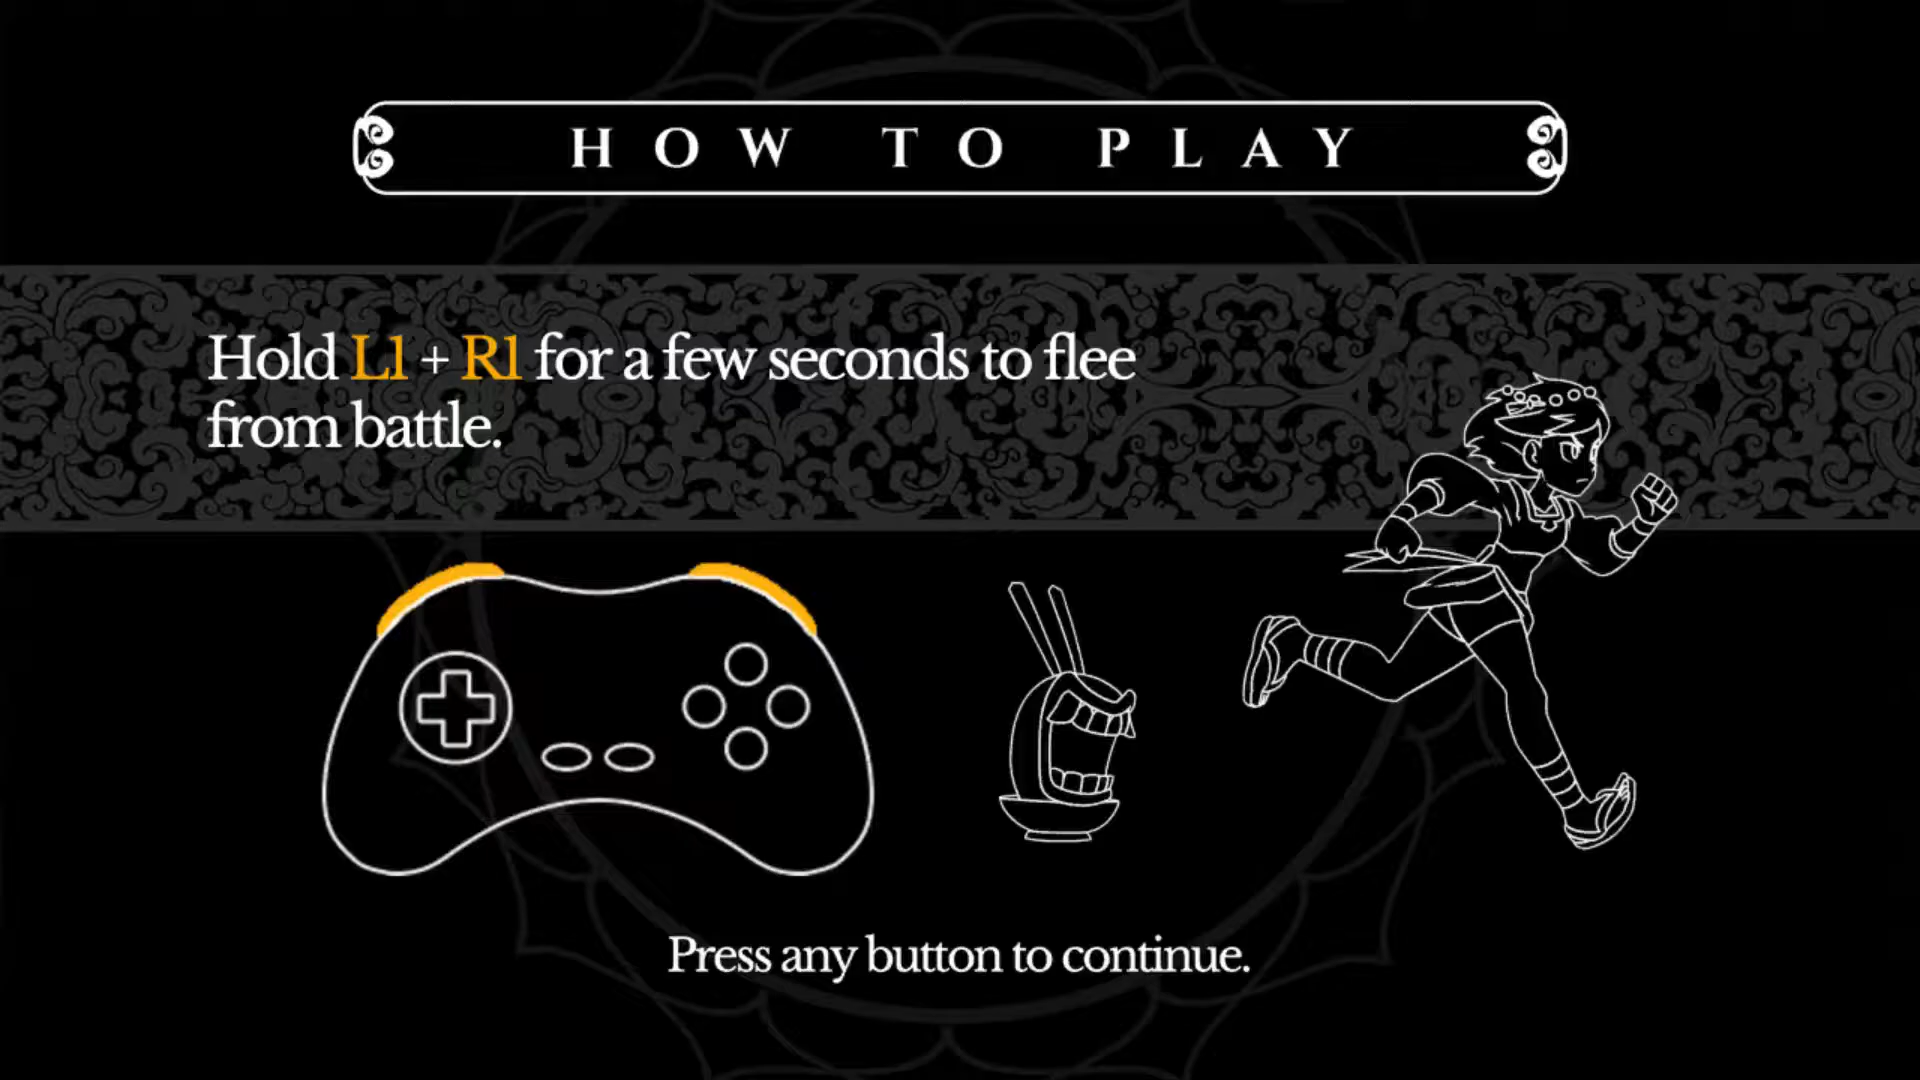 HOW TO PLAY
Hold L1 + R1 for a few seconds to flee
from battle.
Press any button to continue.